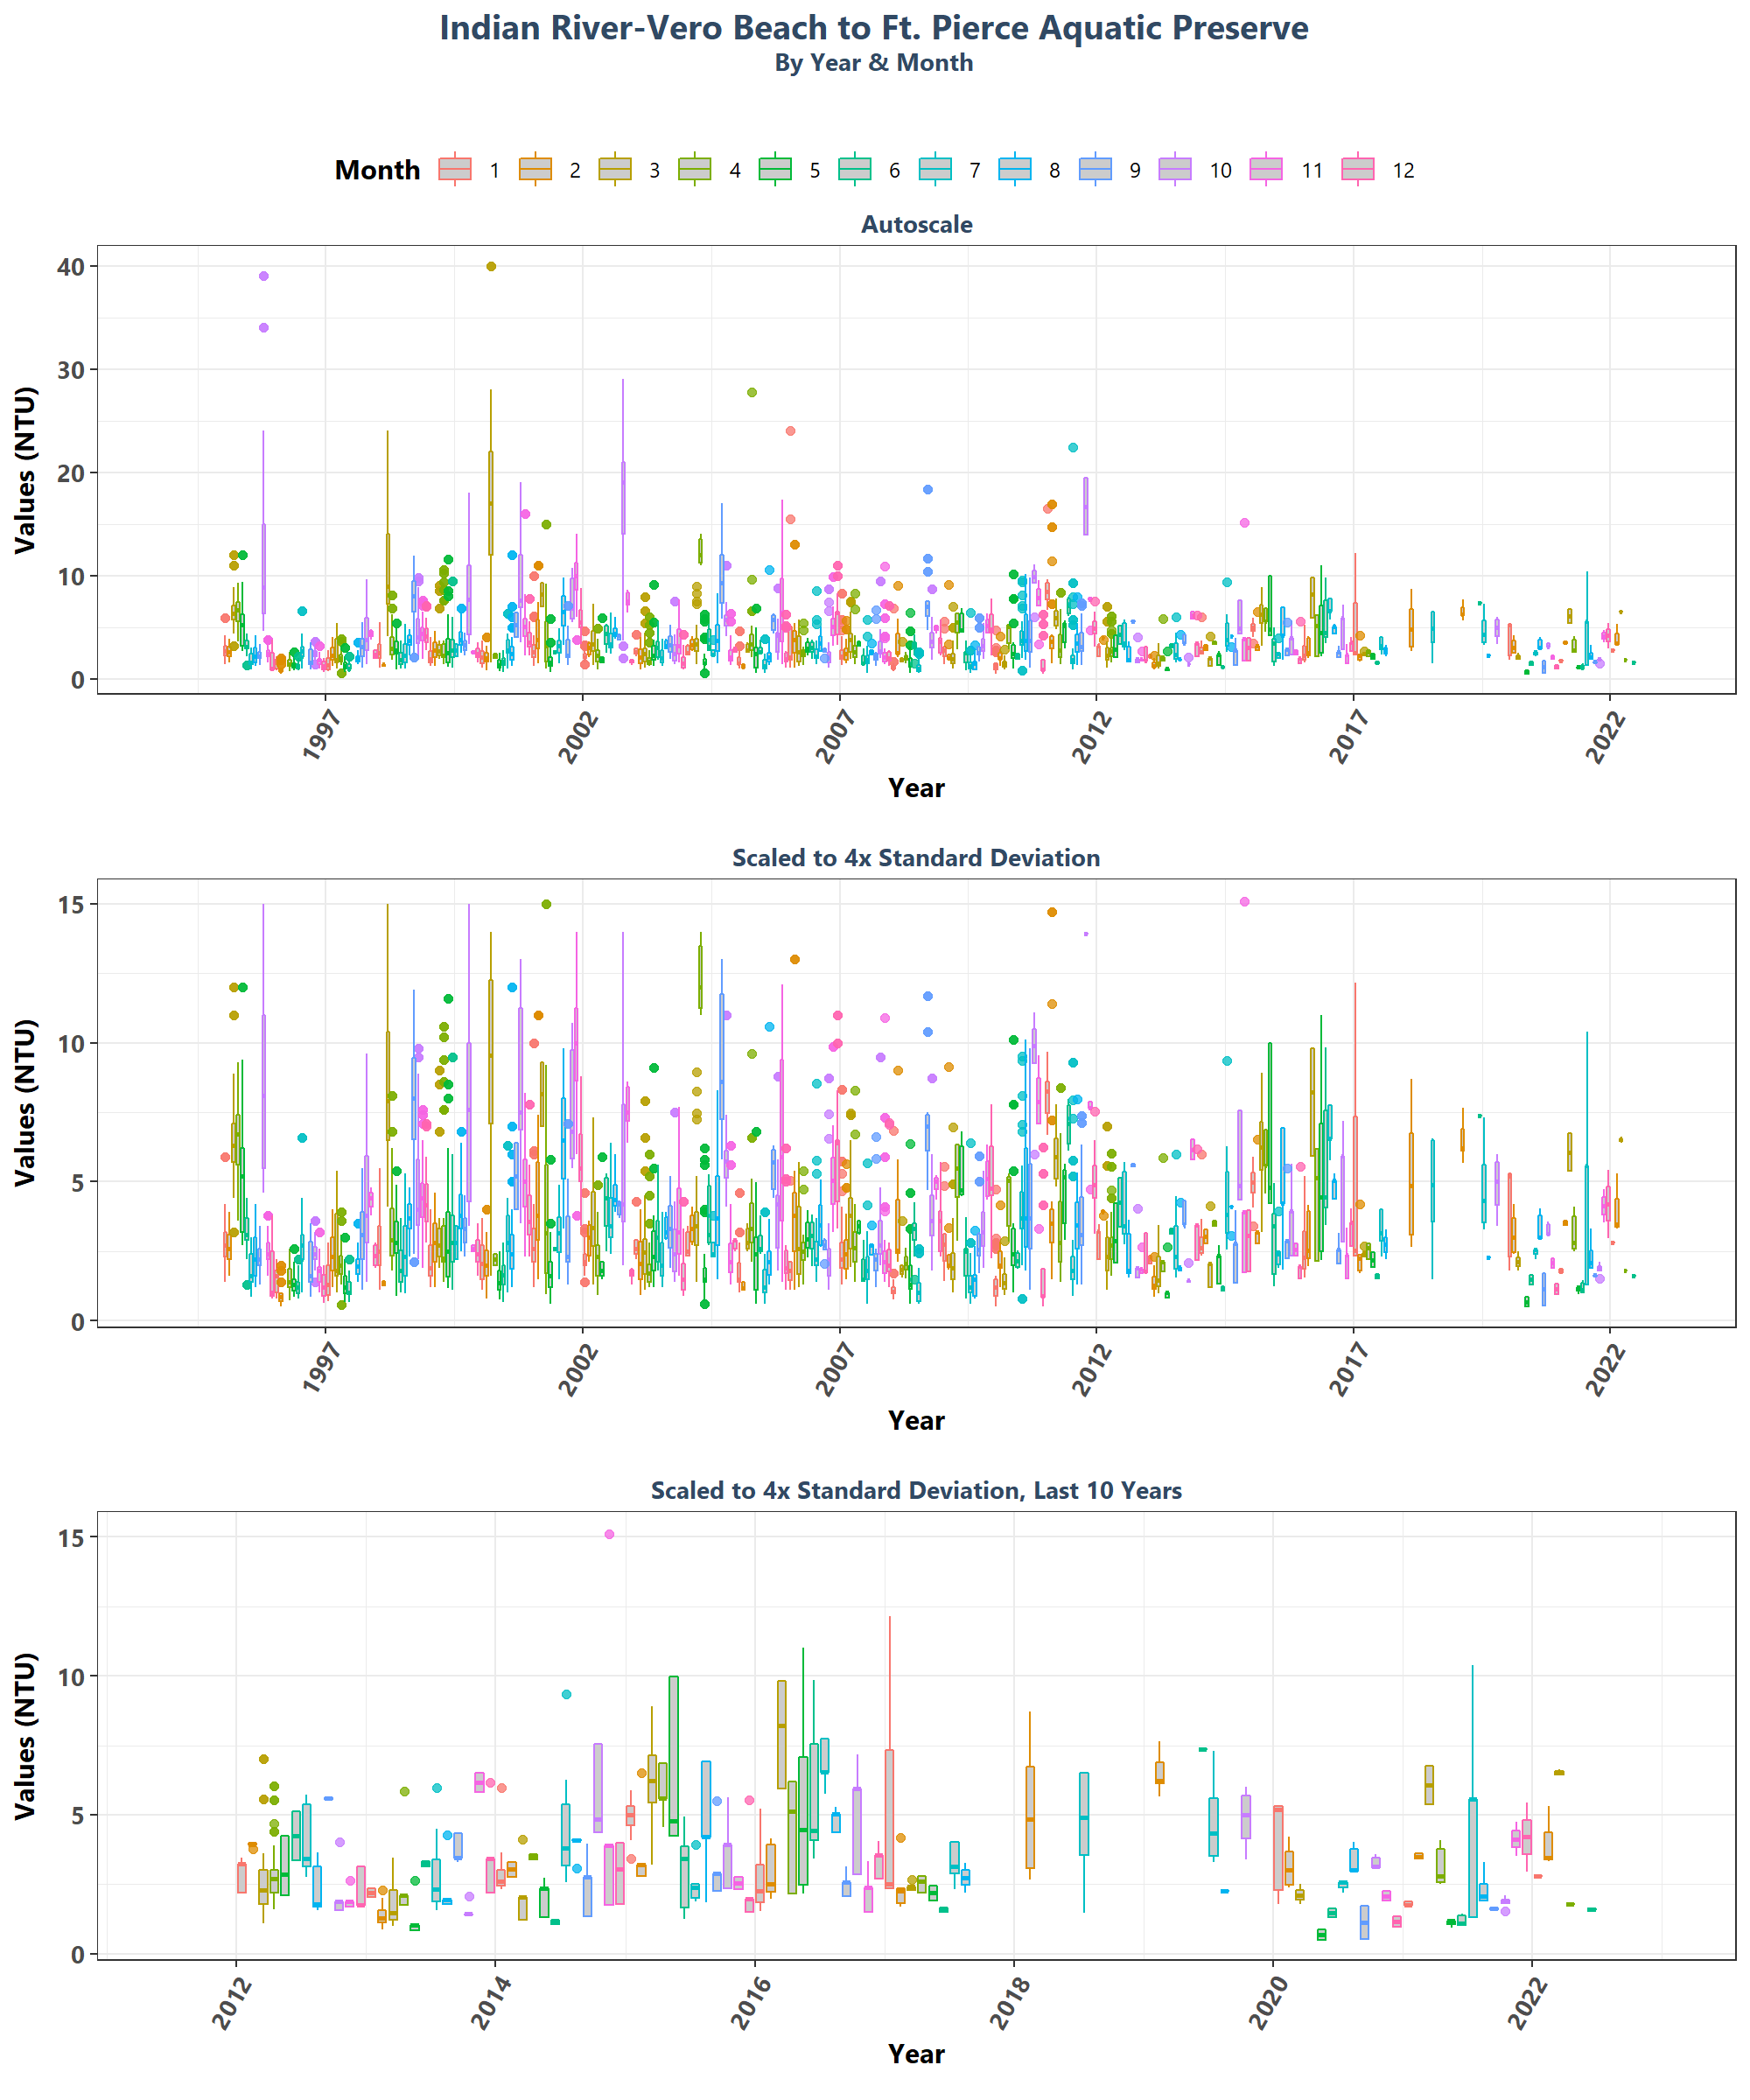 Indian River-Vero Beach to Ft. Pierce Aquatic Preserve
By Year & Month
Month 1 2 3 4 5 6 7 8 9 10 11 12
Autoscale
Values (NTU)
40
30
20
10
0
1997 2002 2007 2012 2017 2022
Year
Scaled to 4x Standard Deviation
Values (NTU)
15
10
5
0
1997 2002 2007 2012 2017 2022
Year
Scaled to 4x Standard Deviation, Last 10 Years
Values (NTU)
15
10
5
0
2012 2014 2016 2018 2020 2022
Year